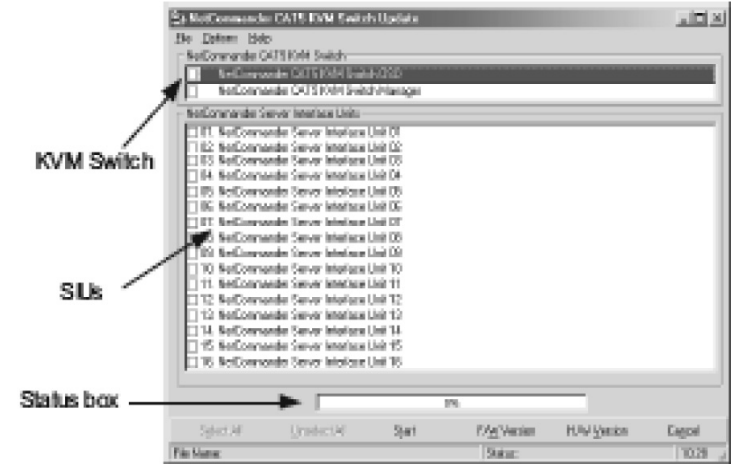 NetCommander CAT5 KVM Switch Update
File Options Help
NetCommander CAT5 KVM Switch
NetCommander CAT5 KVM Switch OSD
NetCommander CAT5 KVM Switch Manager
KVM Switch
NetCommander Server Interface Units
01. NetCommander Server Interface Unit 01
02. NetCommander Server Interface Unit 02
03. NetCommander Server Interface Unit 03
04. NetCommander Server Interface Unit 04
05. NetCommander Server Interface Unit 05
06. NetCommander Server Interface Unit 06
07. NetCommander Server Interface Unit 07
08. NetCommander Server Interface Unit 08
09. NetCommander Server Interface Unit 09
10. NetCommander Server Interface Unit 10
11. NetCommander Server Interface Unit 11
12. NetCommander Server Interface Unit 12
13. NetCommander Server Interface Unit 13
14. NetCommander Server Interface Unit 14
15. NetCommander Server Interface Unit 15
16. NetCommander Server Interface Unit 16
SIUs
Status box
0%
Select All Unselect All Start F/W Version H/W Version Cancel
File Name: Status: 10:29